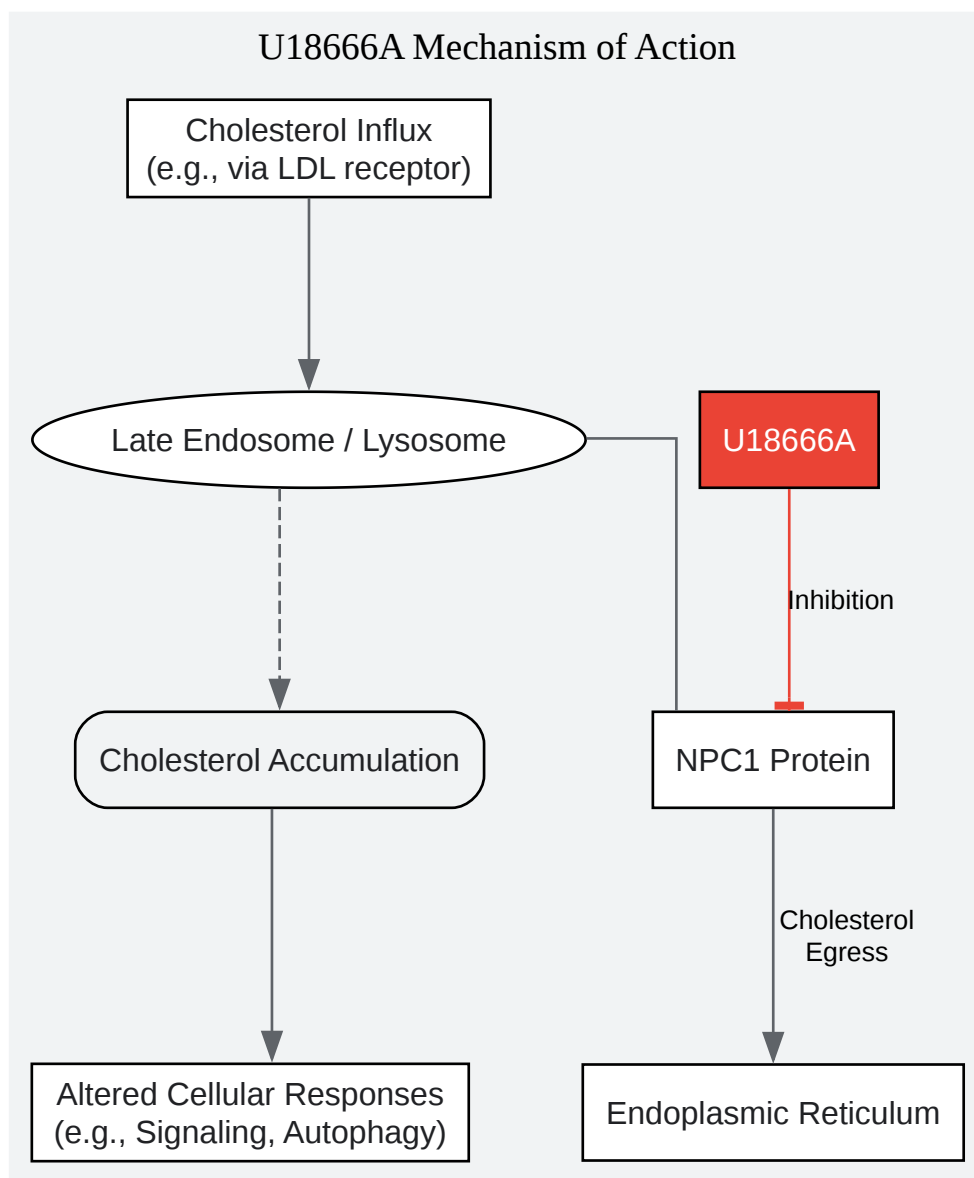 U18666A Mechanism of Action
Cholesterol Influx
(e.g., via LDL receptor)
Late Endosome / Lysosome
U18666A
Inhibition
Cholesterol Accumulation
NPC1 Protein
Cholesterol
Egress
Altered Cellular Responses
(e.g., Signaling, Autophagy)
Endoplasmic Reticulum